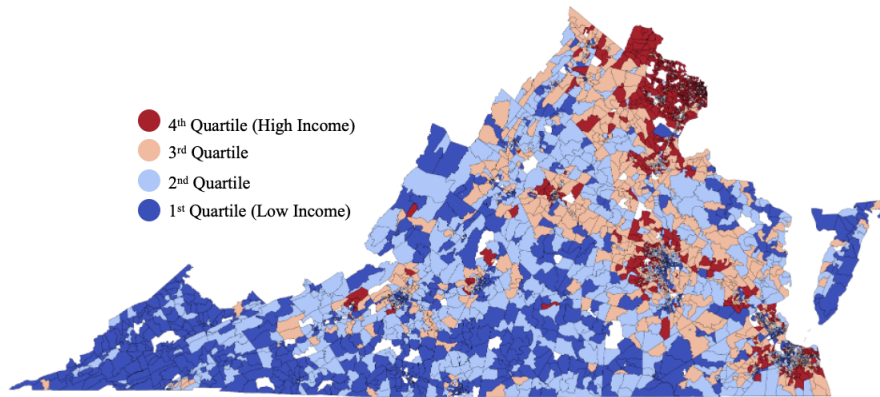 4th Quartile (High Income)
3rd Quartile
2nd Quartile
1st Quartile (Low Income)